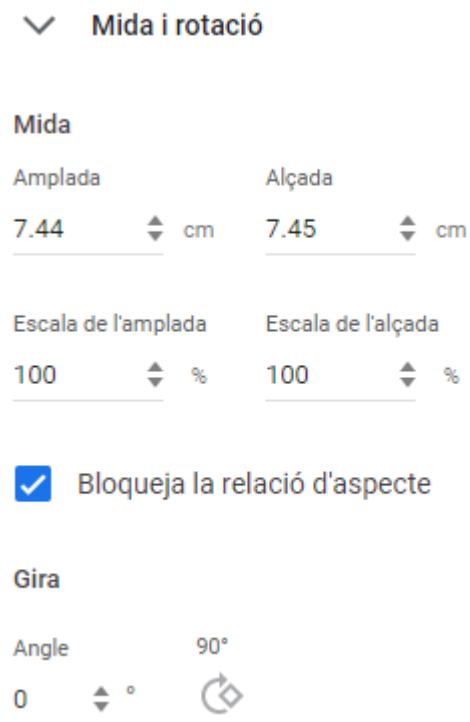 Mida i rotació
Mida
Amplada Alçada
7.44 cm 7.45 cm
Escala de l'amplada Escala de l'alçada
100 % 100 %
Bloqueja la relació d'aspecte
Gira
Angle 90°
0 °